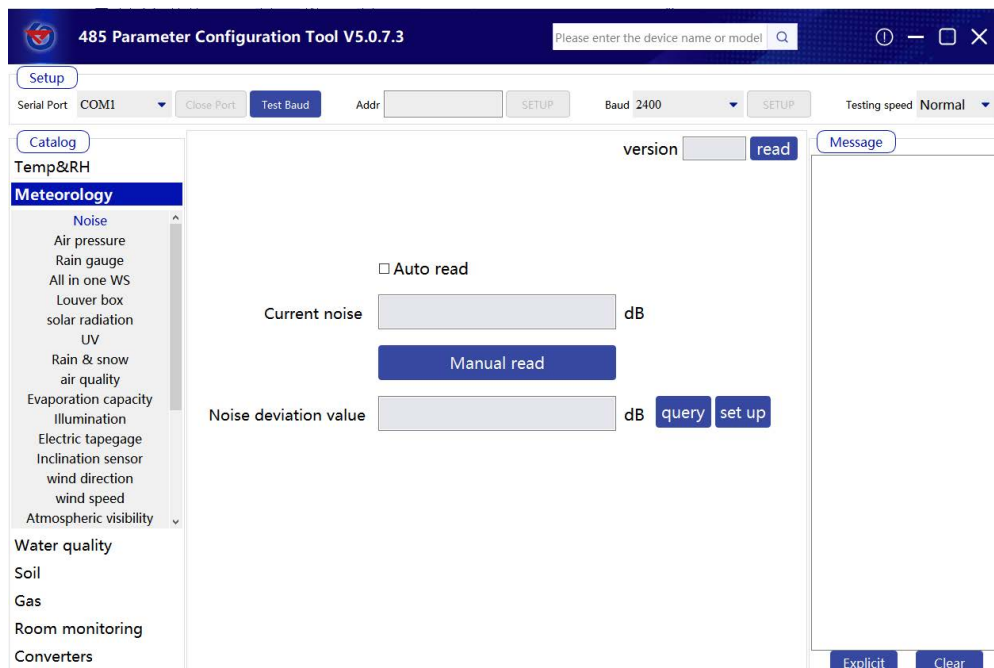 485 Parameter Configuration Tool V5.0.7.3
Please enter the device name or model
Setup
Serial Port COM1 Close Port Test Baud Addr SETUP Baud 2400 SETUP Testing speed Normal
Catalog
Temp&RH
Meteorology
Noise
Air pressure
Rain gauge
All in one WS
Louver box
solar radiation
UV
Rain & snow
air quality
Evaporation capacity
Illumination
Electric tapegage
Inclination sensor
wind direction
wind speed
Atmospheric visibility
Water quality
Soil
Gas
Room monitoring
Converters
version read
Auto read
Current noise dB
Manual read
Noise deviation value dB query set up
Message
Explicit Clear